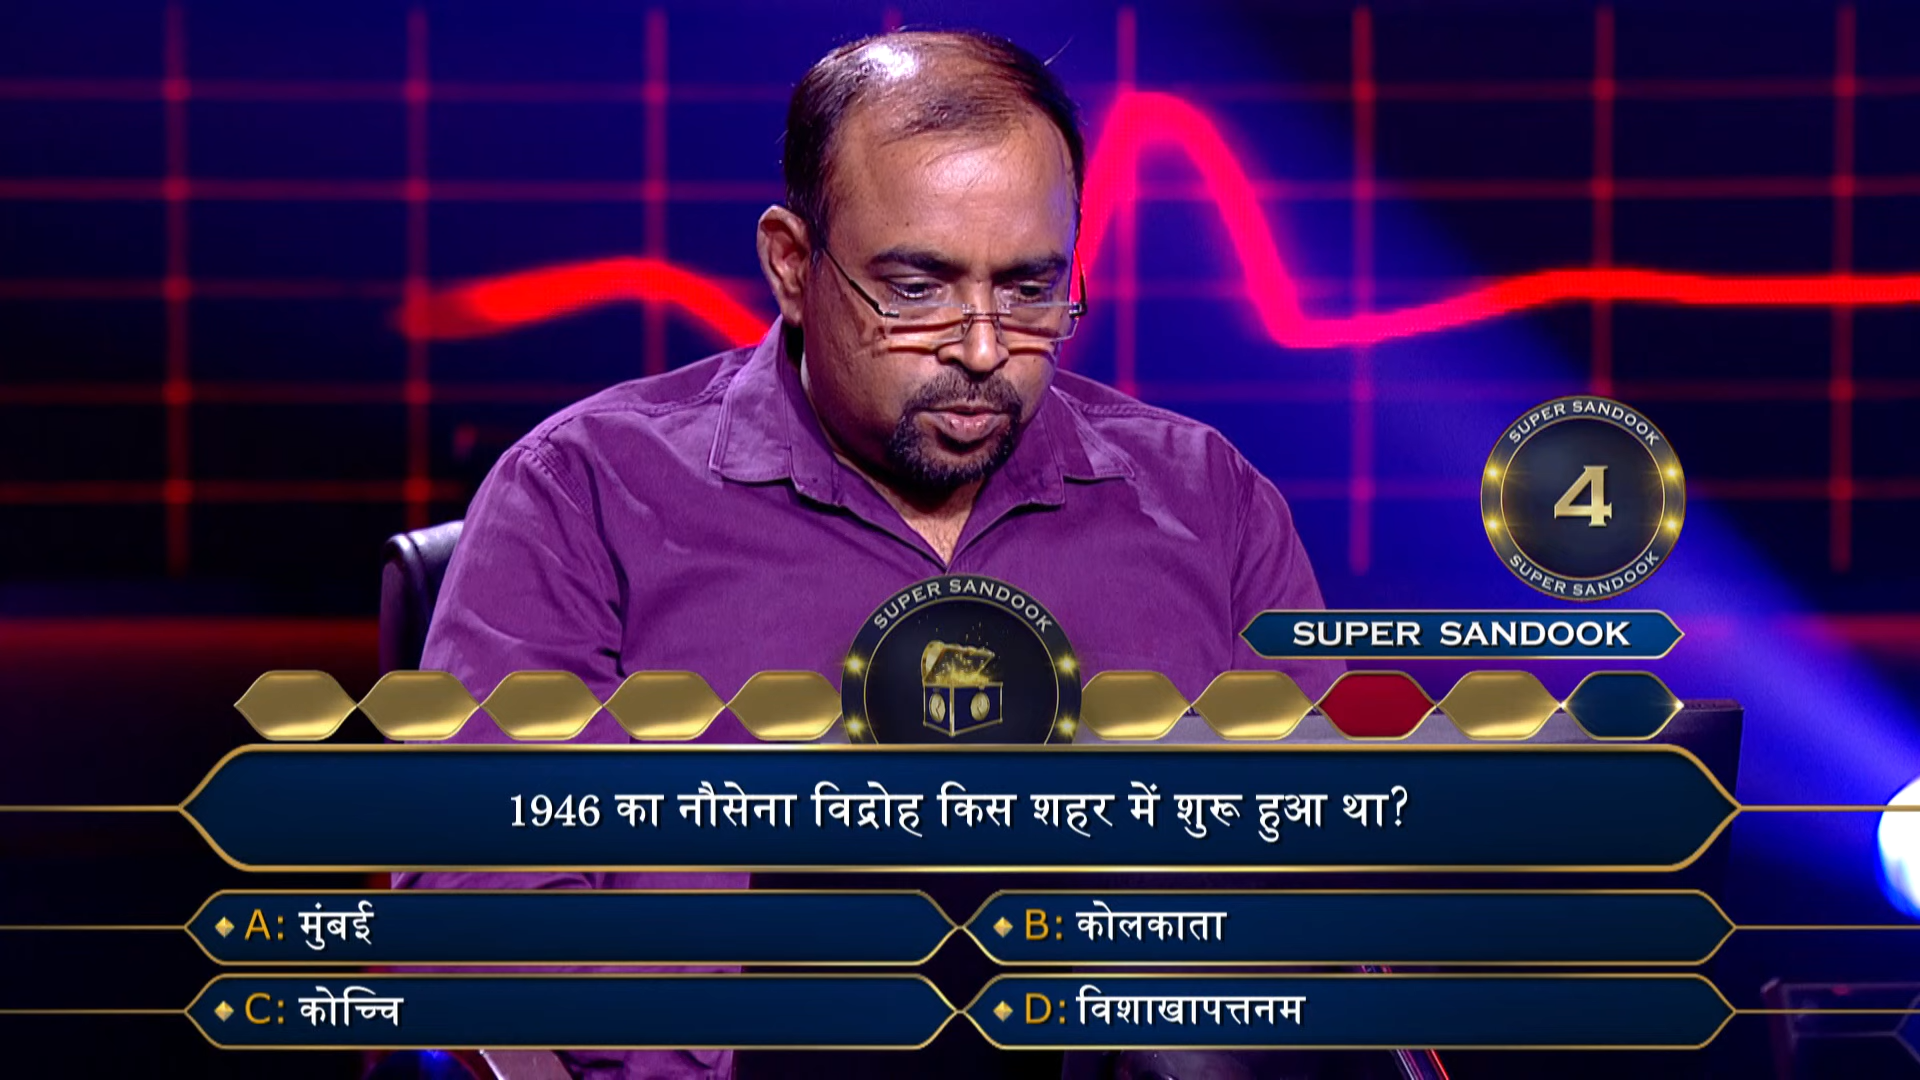 SUPER SANDOOK
4
SUPER SANDOOK
SUPER SANDOOK
SUPER SANDOOK
1946 का नौसेना विद्रोह किस शहर में शुरू हुआ था?
A: मुंबई
B: कोलकाता
C: कोच्चि
D: विशाखापत्तनम